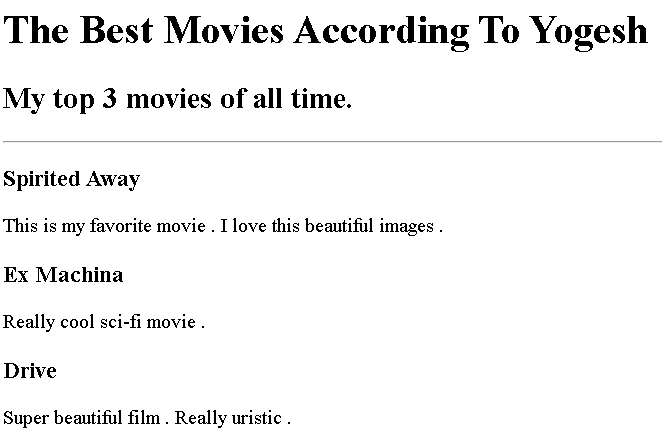 The Best Movies According To Yogesh
My top 3 movies of all time.
Spirited Away
This is my favorite movie . I love this beautiful images .
Ex Machina
Really cool sci-fi movie .
Drive
Super beautiful film . Really uristic .